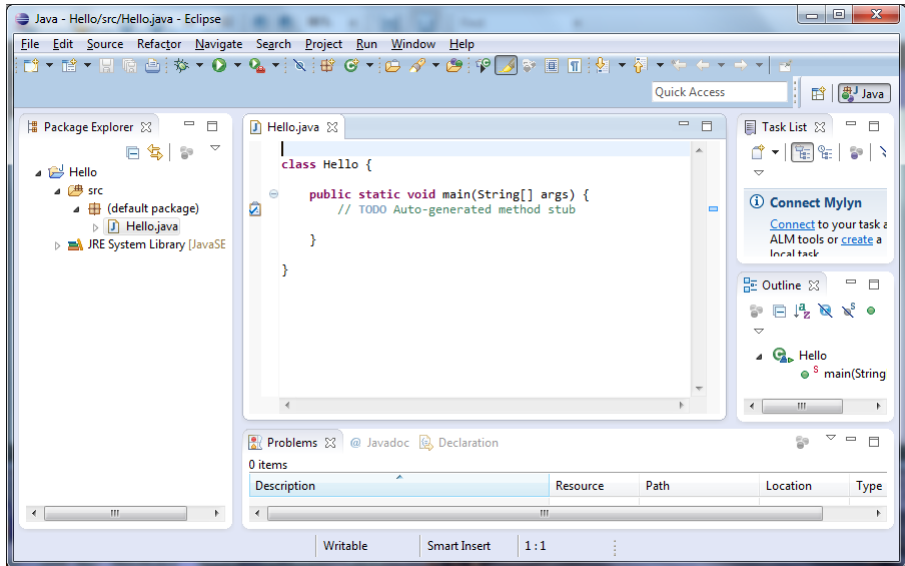 Java - Hello/src/Hello.java - Eclipse
File Edit Source Refactor Navigate Search Project Run Window Help
Quick Access
Java
Package Explorer
Hello
src
(default package)
Hello.java
JRE System Library [JavaSE
Hello.java
class Hello {
public static void main(String[] args) {
// TODO Auto-generated method stub
}
}
Task List
Connect Mylyn
Connect to your task a
ALM tools or create a
local task
Outline
Hello
main(String
Problems @ Javadoc Declaration
0 items
Description Resource Path Location Type
Writable Smart Insert 1 : 1